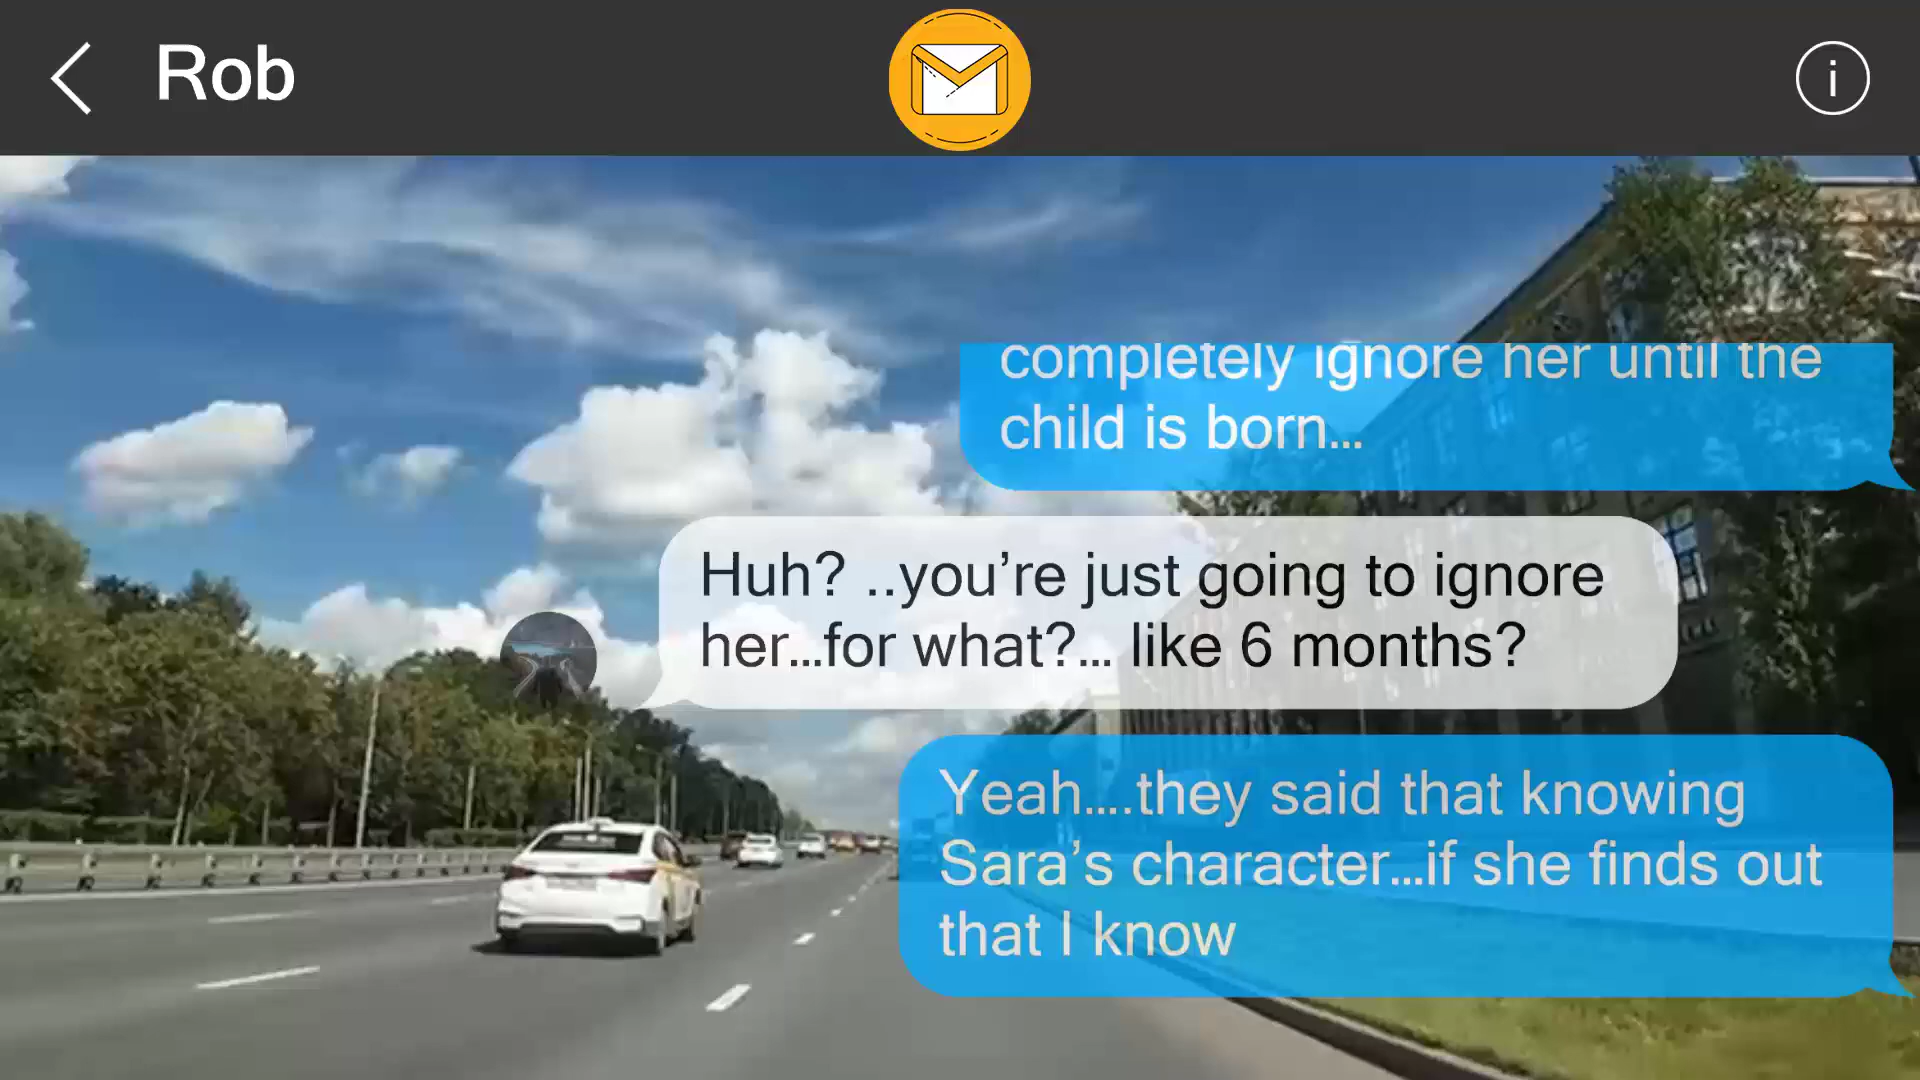 Rob
completely ignore her until the
child is born...
Huh? ..you’re just going to ignore
her...for what?... like 6 months?
Yeah....they said that knowing
Sara’s character...if she finds out
that I know